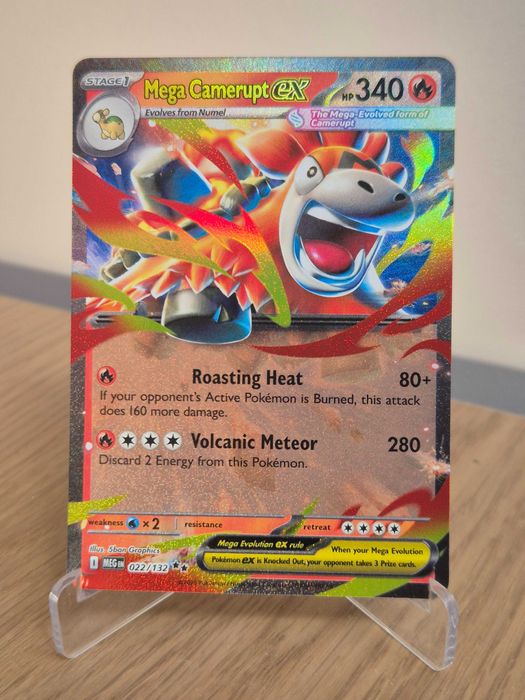 STAGE 1
Mega Camerupt ex
HP 340
Evolves from Numel
The Mega-Evolved form of
Camerupt
Roasting Heat 80+
If your opponent's Active Pokémon is Burned, this attack
does 160 more damage.
Volcanic Meteor 280
Discard 2 Energy from this Pokémon.
weakness ×2 resistance retreat
Illus. 5ban Graphics
Mega Evolution ex rule
When your Mega Evolution
Pokémon ex is Knocked Out, your opponent takes 3 Prize cards.
I MEG EN 022/132